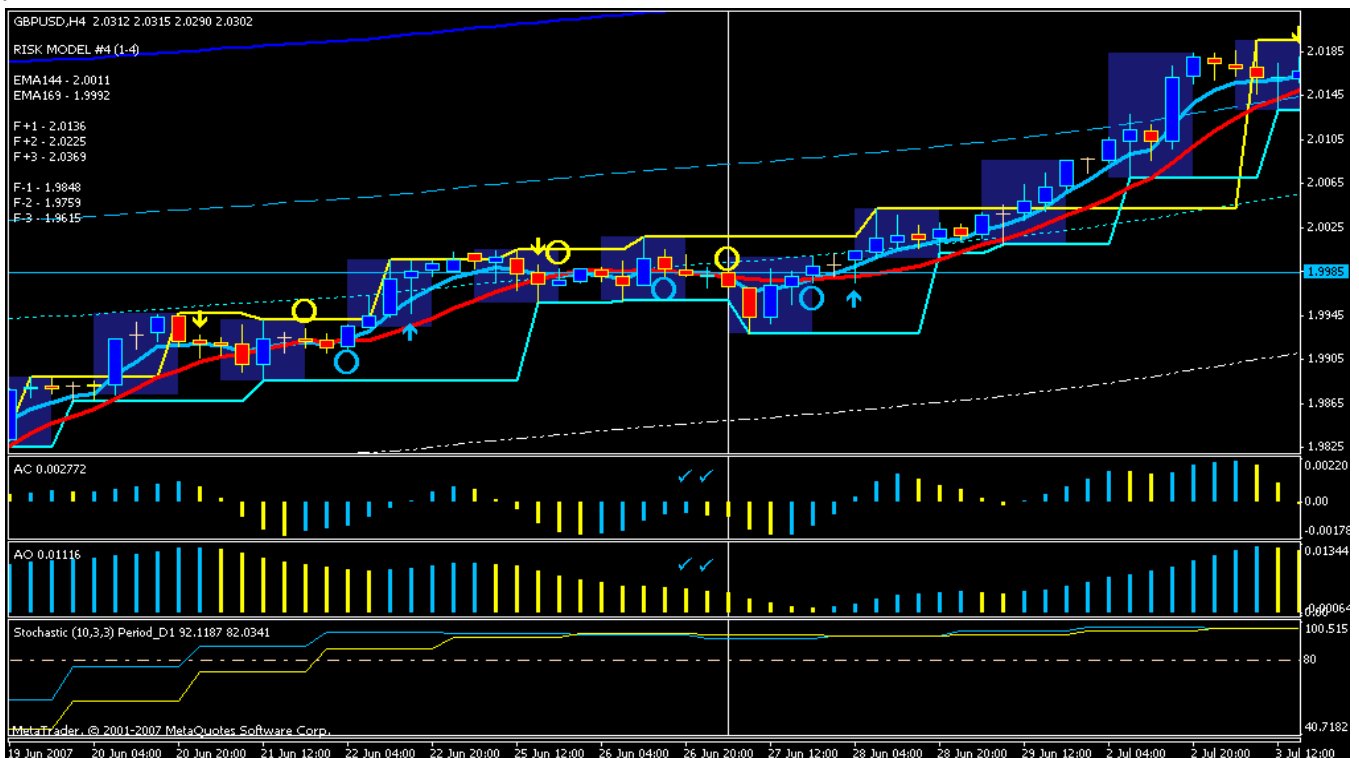 GBPUSD,H4 2.0312 2.0315 2.0290 2.0302
RISK MODEL #4 (1-4)
EMA144 - 2.0011
EMA169 - 1.9992
F+1 - 2.0136
F+2 - 2.0225
F+3 - 2.0369
F-1 - 1.9848
F-2 - 1.9759
F-3 - 1.9615
2.0185
2.0145
2.0105
2.0065
2.0025
1.9985
1.9945
1.9905
1.9865
1.9825
AC 0.002772
0.00220
0.00
-0.00178
AO 0.01116
0.01344
Stochastic (10,3,3) Period_D1 92.1187 82.0341
100.515
80
40.7182
MetaTrader, © 2001-2007 MetaQuotes Software Corp.
19 Jun 2007 20 Jun 04:00 20 Jun 20:00 21 Jun 12:00 22 Jun 04:00 22 Jun 20:00 25 Jun 12:00 26 Jun 04:00 26 Jun 20:00 27 Jun 12:00 28 Jun 04:00 28 Jun 20:00 29 Jun 12:00 2 Jul 04:00 2 Jul 20:00 3 Jul 12:00